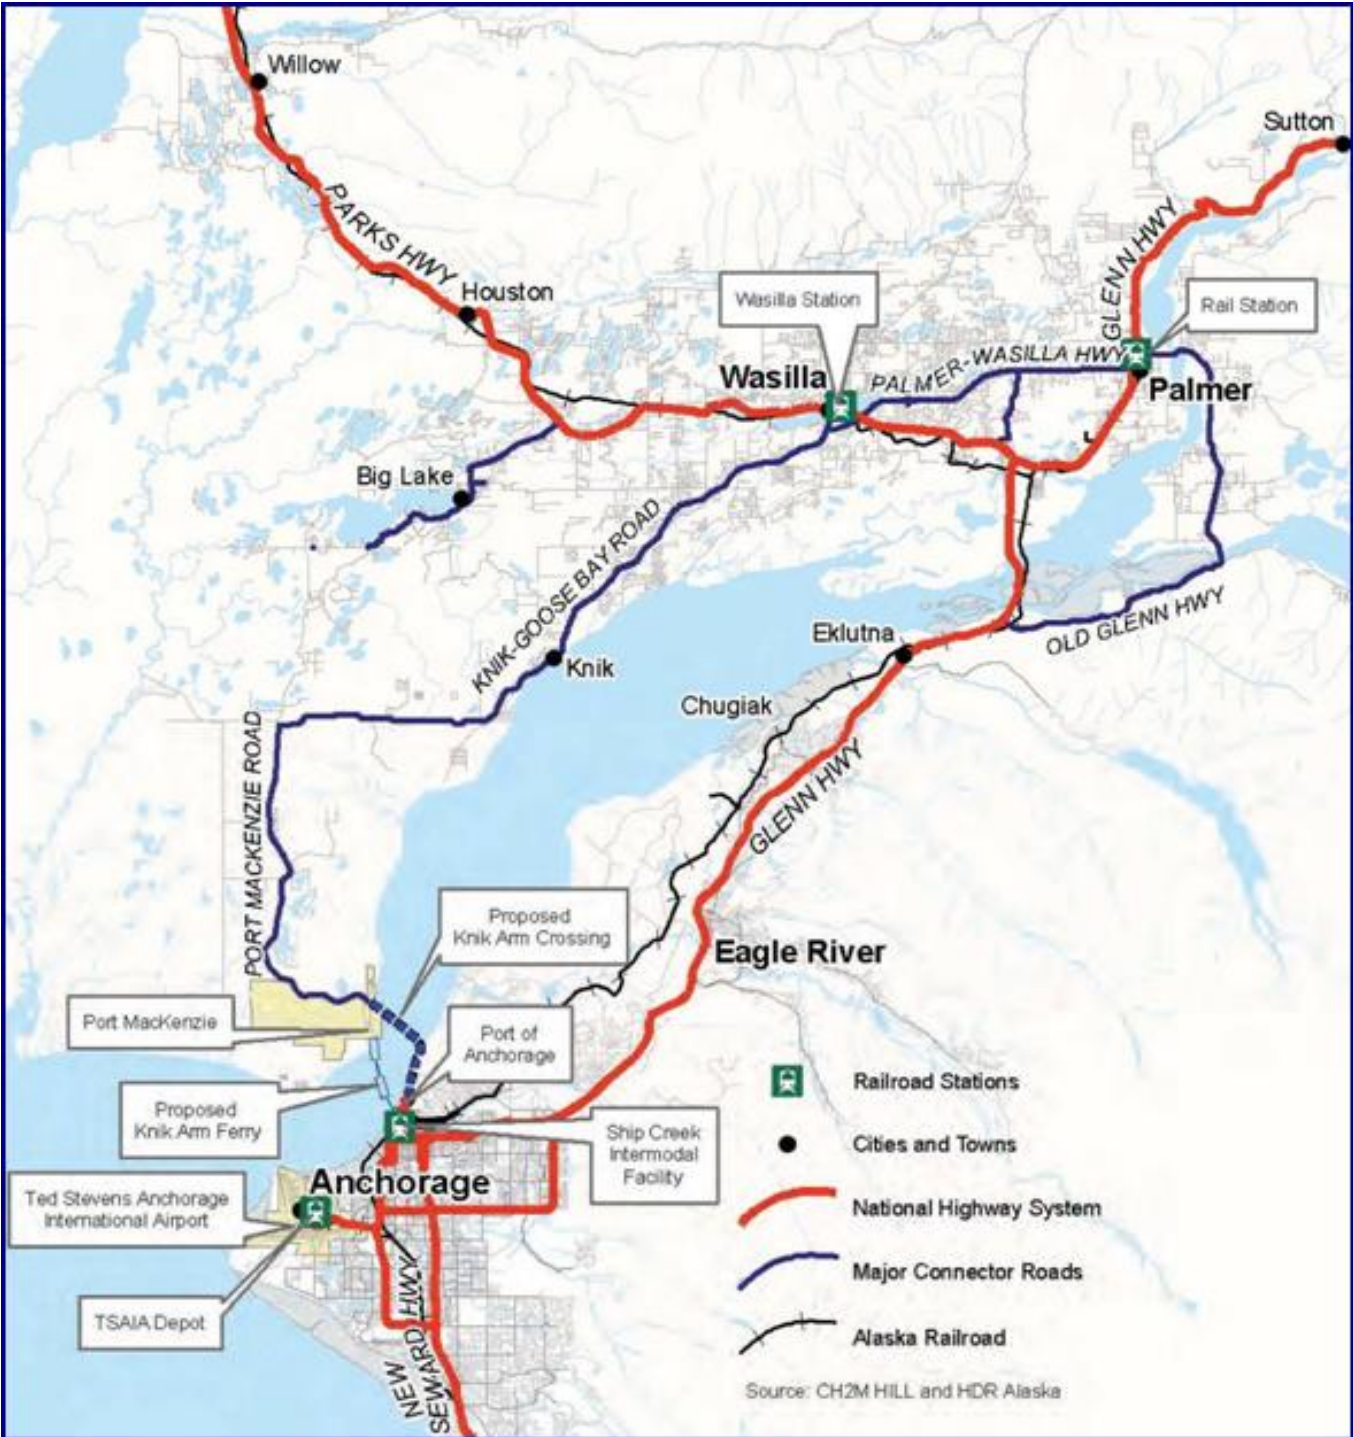 Willow
Sutton
PARKS HWY
GLENN HWY
Houston
Wasilla Station
Rail Station
PALMER-WASILLA HWY
Wasilla
Palmer
Big Lake
KNIK-GOOSE BAY ROAD
Eklutna
OLD GLENN HWY
Knik
Chugiak
PORT MACKENZIE ROAD
GLENN HWY
Proposed
Knik Arm Crossing
Eagle River
Port MacKenzie
Port of
Anchorage
Proposed
Knik Arm Ferry
Ship Creek
Intermodal
Facility
Anchorage
Ted Stevens Anchorage
International Airport
TSAIA Depot
NEW
SEWARD HWY
Railroad Stations
Cities and Towns
National Highway System
Major Connector Roads
Alaska Railroad
Source: CH2M HILL and HDR Alaska